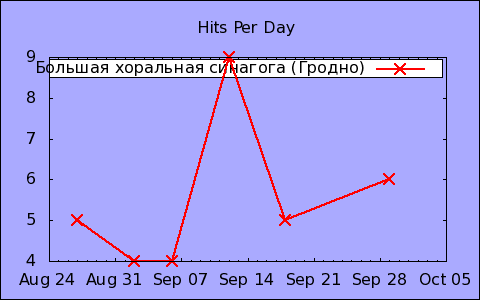 Hits Per Day
9
Большая хоральная синагога (Гродно)
8
7
6
5
4
Aug 24 Aug 31 Sep 07 Sep 14 Sep 21 Sep 28 Oct 05